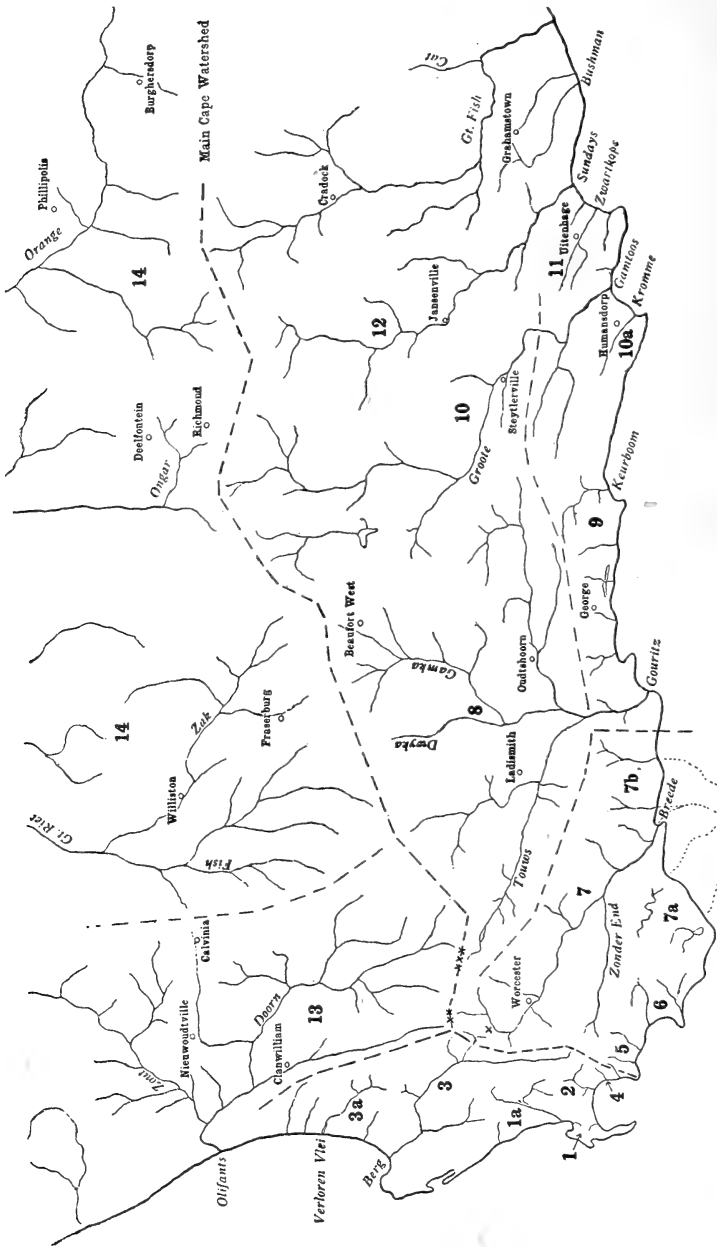 Phillipolis
Burghersdorp
Orange
14
Main Cape Watershed
Deelfontein
Richmond
Ongar
Cradock
Cat
Gt. Fish
Grahamstown
Bushman
Sundays
Zwartkops
Uitenhage
11
Gamtoos
Kromme
Humansdorp
10a
12
Jansenville
10
Steytlerville
Groote
Keurboom
9
George
Oudtshoorn
Gouritz
Beaufort West
Gamka
8
Dwyka
Ladismith
Touws
14
Zak
Fraserburg
Williston
Gt. Riet
Fish
Calvinia
Nieuwoudtville
Zout
Doorn
13
Clanwilliam
Olifants
Verloren Vlei
3a
Berg
3
1a
1
2
4
5
6
Worcester
7
Zonder End
7a
7b
Breede
x
xx
xxx